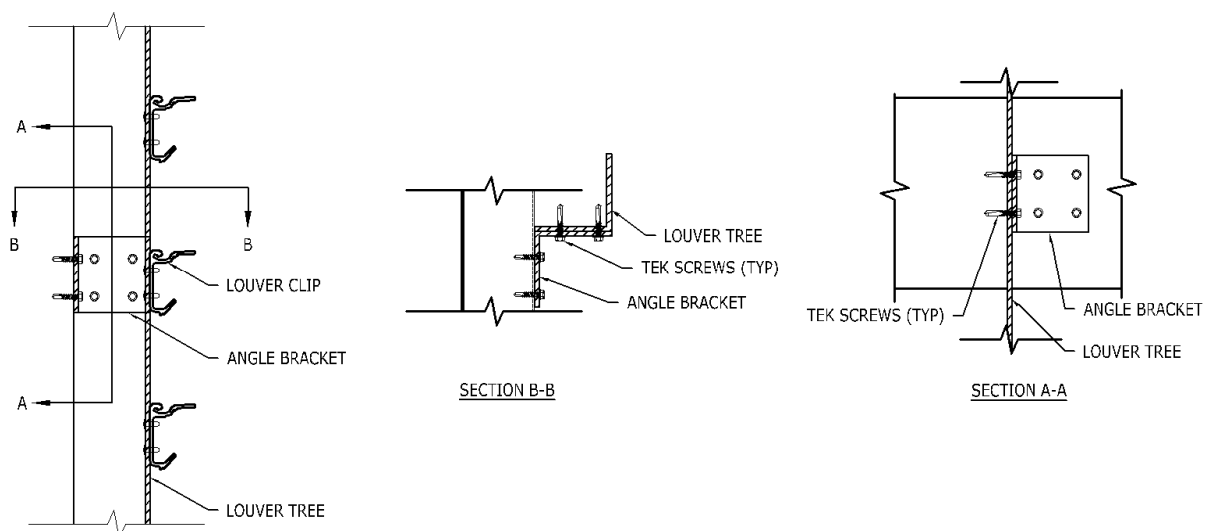 A
B
B
LOUVER CLIP
ANGLE BRACKET
A
LOUVER TREE
LOUVER TREE
TEK SCREWS (TYP)
ANGLE BRACKET
SECTION B-B
TEK SCREWS (TYP)
ANGLE BRACKET
LOUVER TREE
SECTION A-A